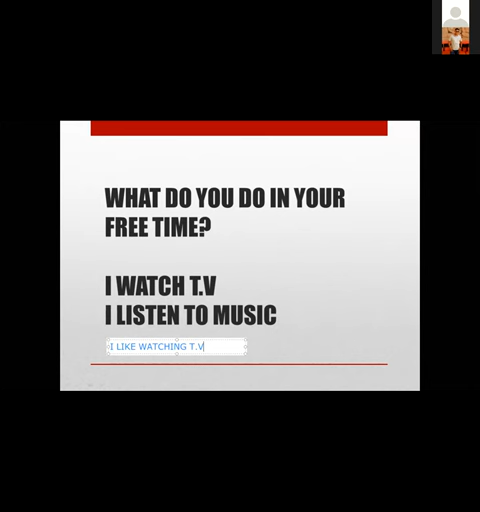 WHAT DO YOU DO IN YOUR
FREE TIME?
I WATCH T.V
I LISTEN TO MUSIC
I LIKE WATCHING T.V